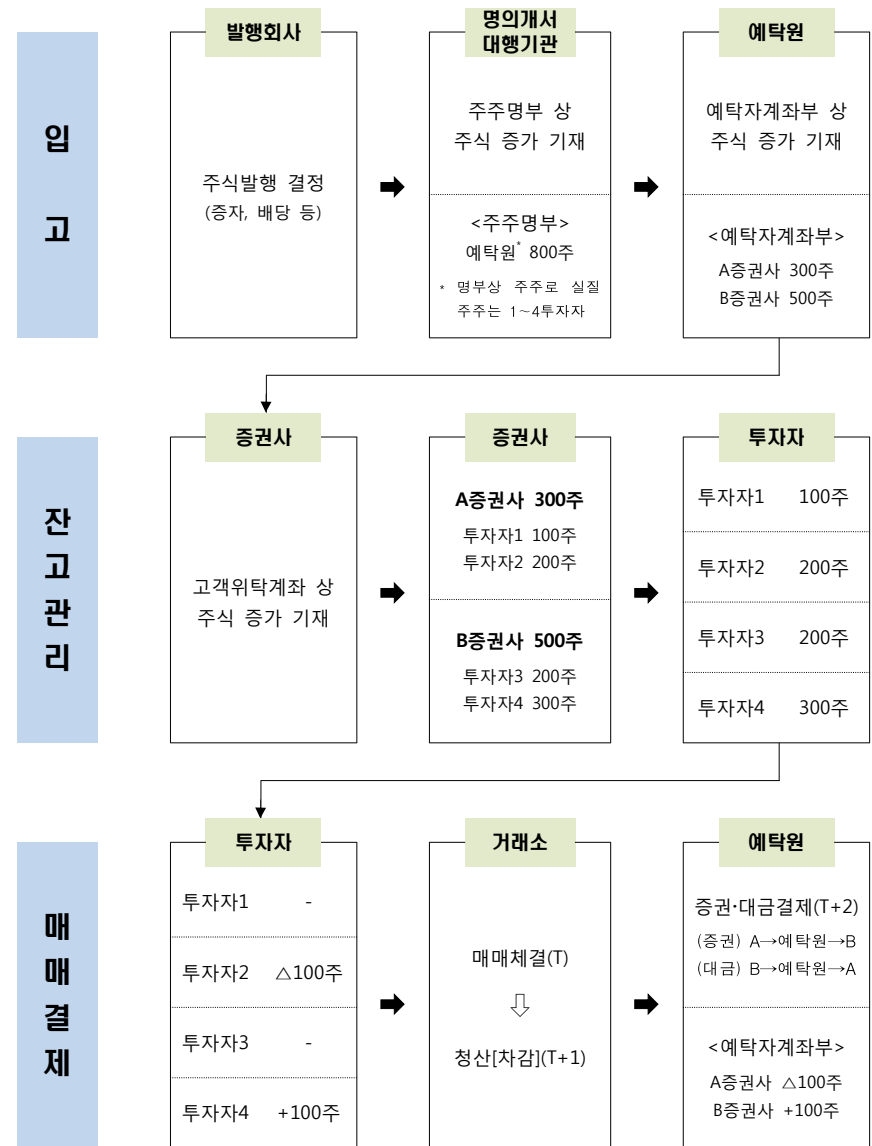 입
고
발행회사
주식발행 결정
(증자, 배당 등)
명의개서
대행기관
주주명부 상
주식 증가 기재
<주주명부>
예탁원* 800주
* 명부상 주주로 실질
주주는 1~4투자자
예탁원
예탁자계좌부 상
주식 증가 기재
<예탁자계좌부>
A증권사 300주
B증권사 500주
잔
고
관
리
증권사
고객위탁계좌 상
주식 증가 기재
증권사
A증권사 300주
투자자1 100주
투자자2 200주
B증권사 500주
투자자3 200주
투자자4 300주
투자자
투자자1 100주
투자자2 200주
투자자3 200주
투자자4 300주
매
매
결
제
투자자
투자자1 -
투자자2 △100주
투자자3 -
투자자4 +100주
거래소
매매체결(T)
청산[차감](T+1)
예탁원
증권·대금결제(T+2)
(증권) A→예탁원→B
(대금) B→예탁원→A
<예탁자계좌부>
A증권사 △100주
B증권사 +100주